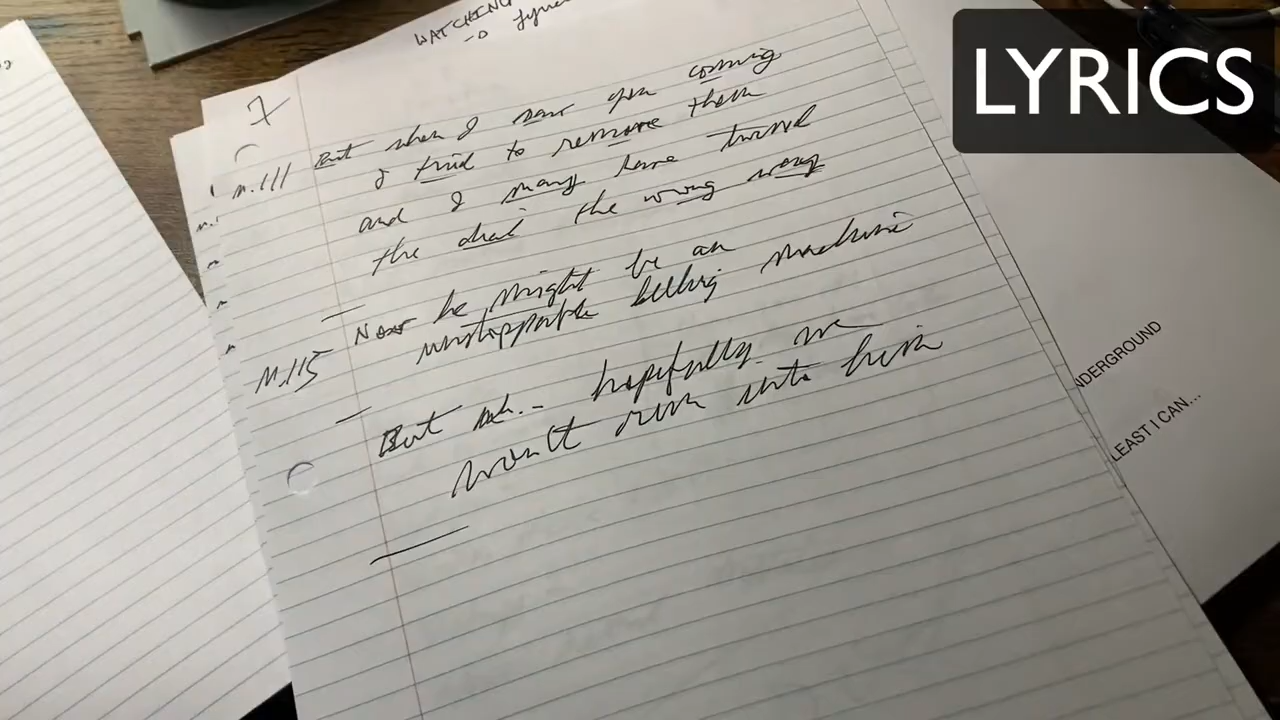 LYRICS
WATCHING
7
m.111 But when I saw you coming
I tried to remove them
and I may have turned
the dial the wrong way
Now he might be an
unstoppable killing machine
M.115
But uh... hopefully we
won't run into him
NDERGROUND
LEAST I CAN...